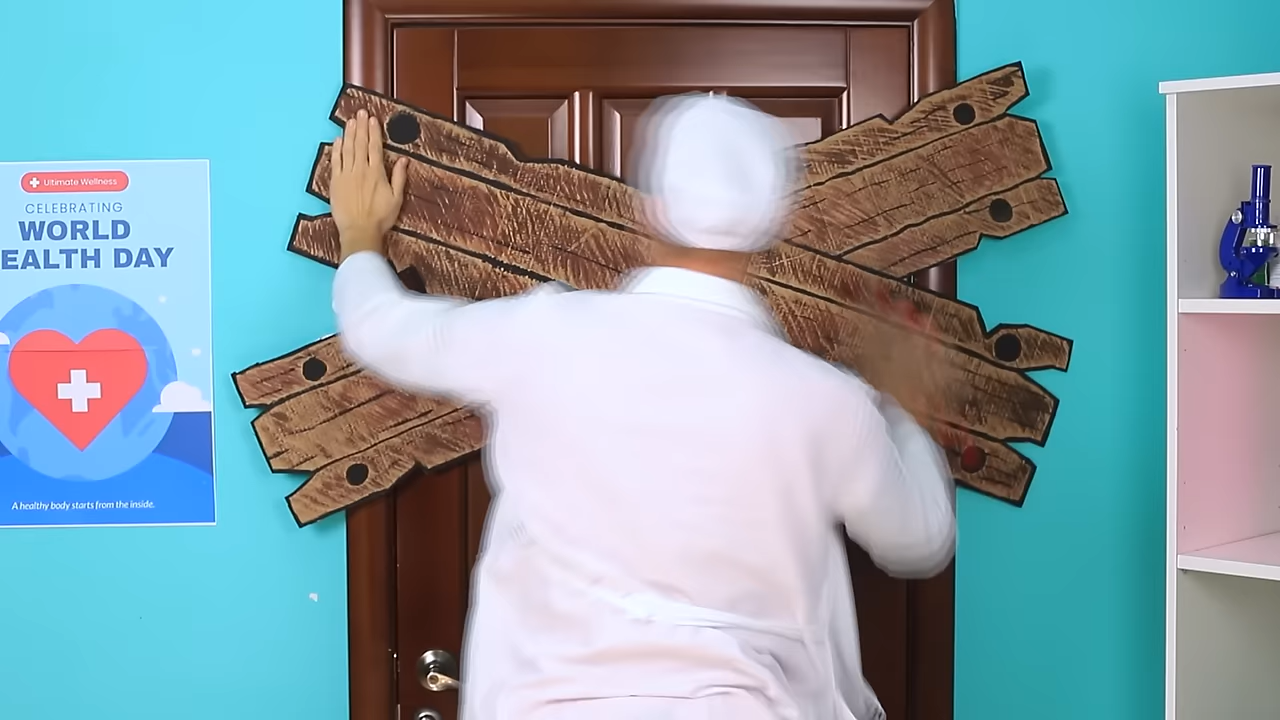 Ultimate Wellness
CELEBRATING
WORLD
EALTH DAY
A healthy body starts from the inside.